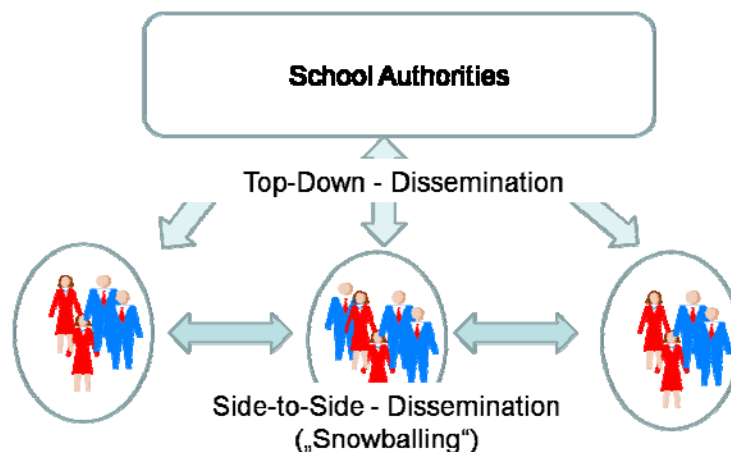 School Authorities
Top-Down - Dissemination
Side-to-Side - Dissemination
(„Snowballing“)